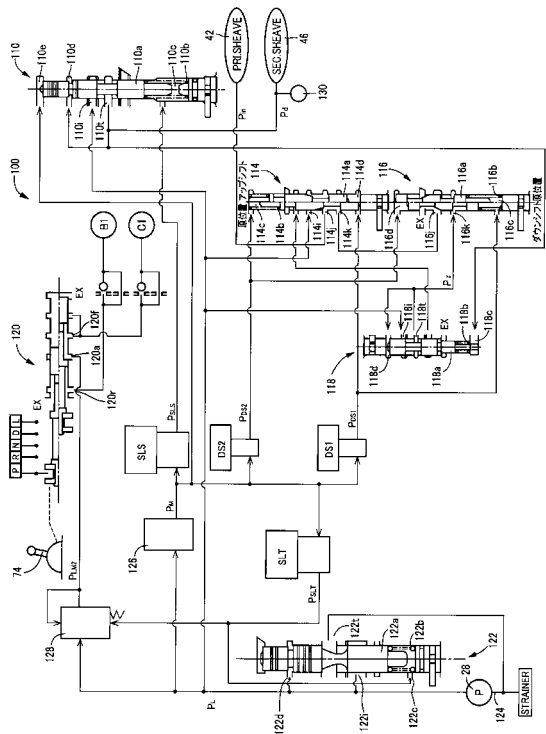 110
110e
110d
110a
110c
110b
110i
110t
42
PRI.SHEAVE
46
SEC.SHEAVE
Pin
Pd
130
100
B1
C1
原位置
アップシフト
114
114a
114d
114c
114b
114i
114j
114k
116
116a
116b
116d
EX
116j
116k
116c
原位置
ダウンシフト
120
EX
120f
120a
EX
120r
P R N D L
74
PLM2
SLS
PSLS
PM
126
DS2
PDS2
DS1
PDS1
118
118d
118i
118t
118a
EX
118b
118c
SLT
PSLT
128
PL
122
122t
122a
122b
122d
122i
122c
28
P
124
STRAINER